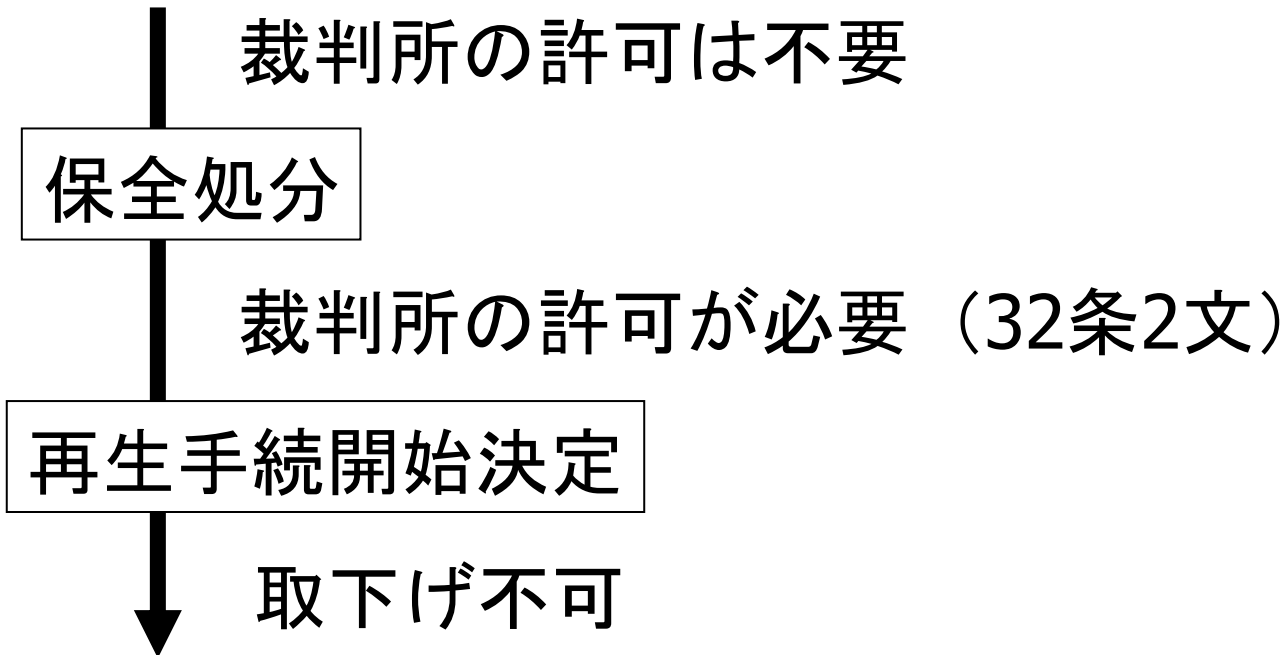 裁判所の許可は不要
保全処分
裁判所の許可が必要（32条2文）
再生手続開始決定
取下げ不可